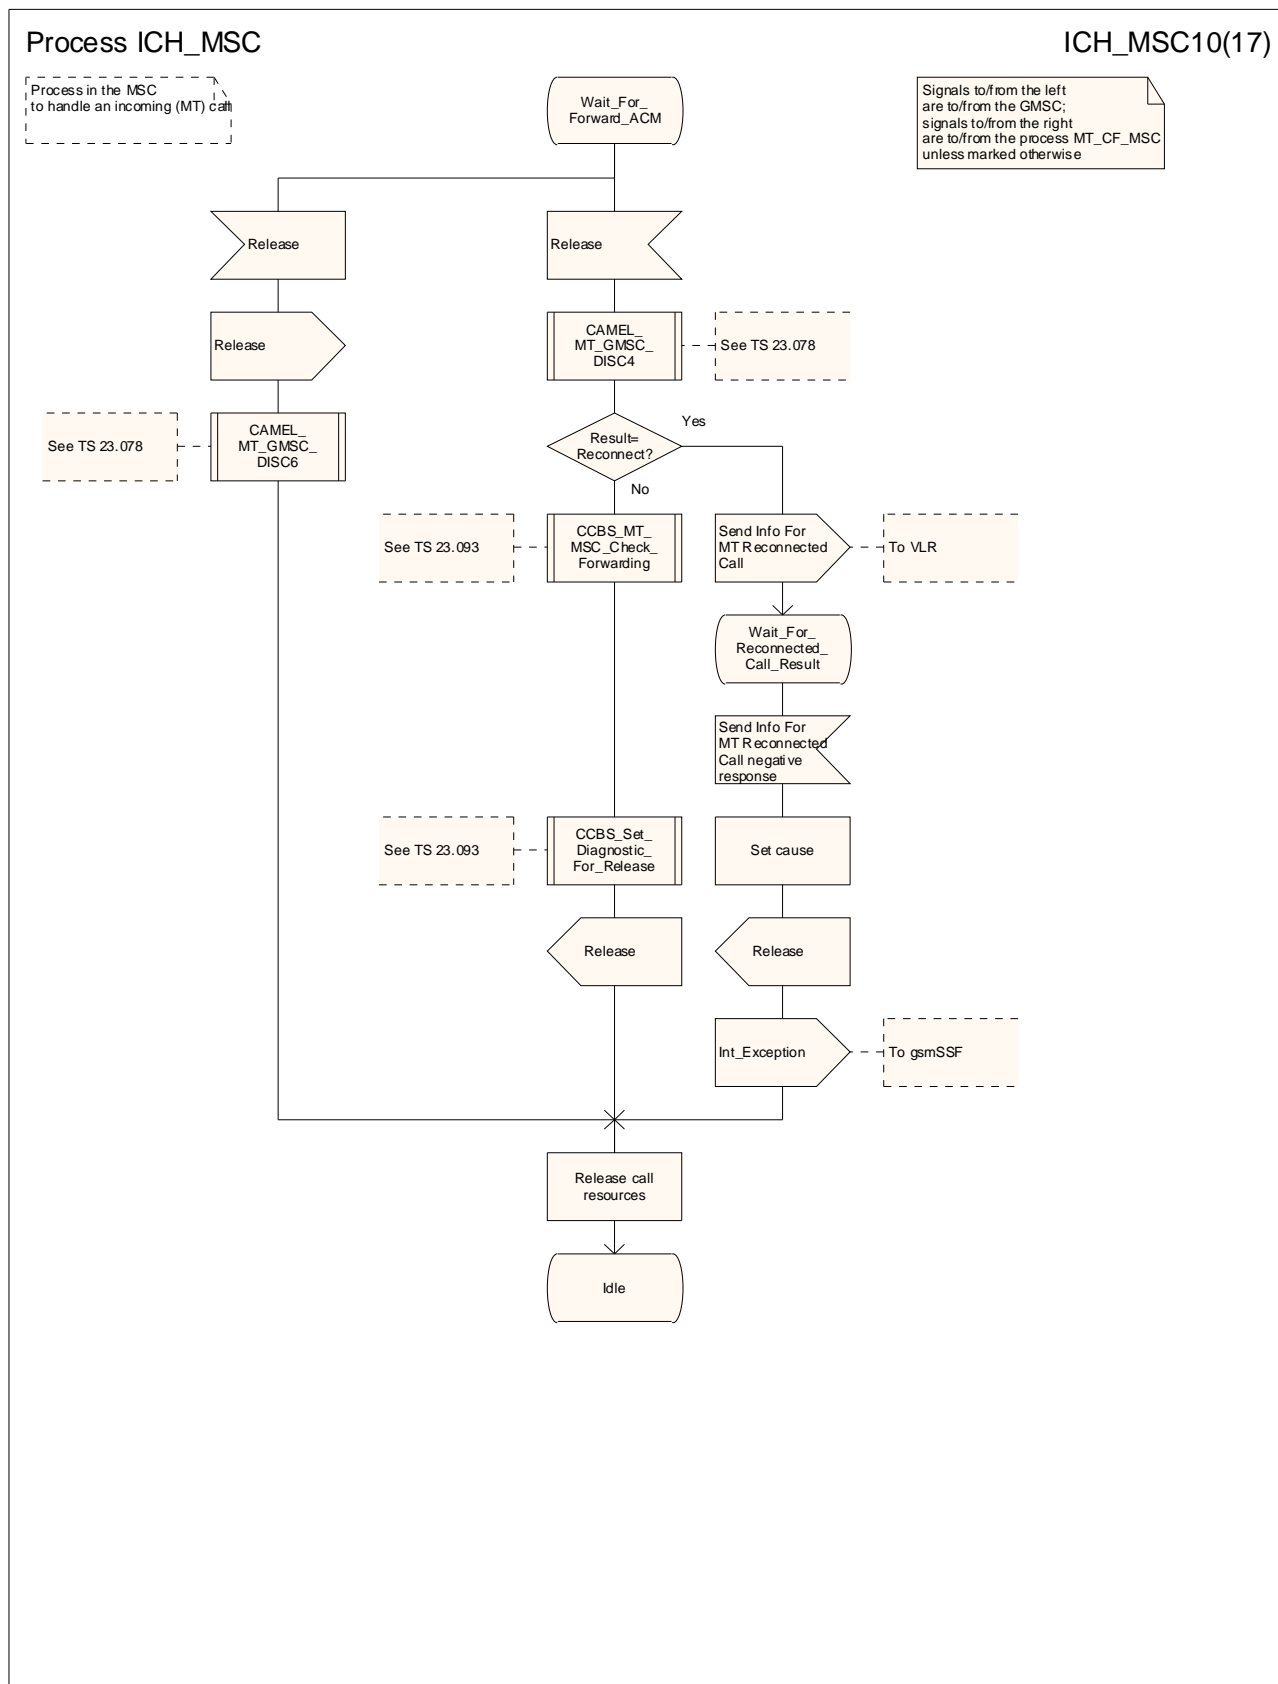 Process ICH_MSC
ICH_MSC10(17)
Process in the MSC
to handle an incoming (MT) call
Signals to/from the left
are to/from the GMSC;
signals to/from the right
are to/from the process MT_CF_MSC
unless marked otherwise
Wait_For_
Forward_ACM
Release
Release
Release
CAMEL_
MT_GMSC_
DISC4
See TS 23.078
See TS 23.078
CAMEL_
MT_GMSC_
DISC6
Result=
Reconnect?
Yes
No
See TS 23.093
CCBS_MT_
MSC_Check_
Forwarding
Send Info For
MT Reconnected
Call
To VLR
Wait_For_
Reconnected_
Call_Result
Send Info For
MT Reconnected
Call negative
response
See TS 23.093
CCBS_Set_
Diagnostic_
For_Release
Set cause
Release
Release
Int_Exception
To gsmSSF
Release call
resources
Idle